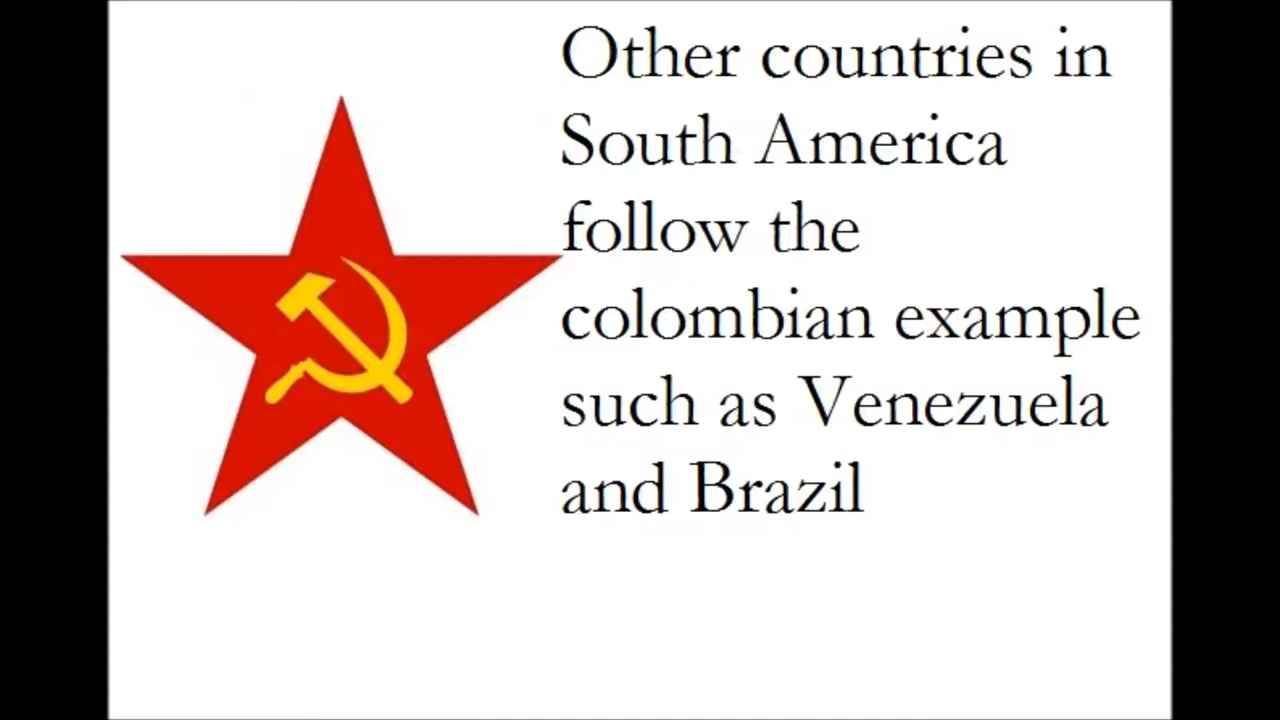 Other countries in
South America
follow the
colombian example
such as Venezuela
and Brazil